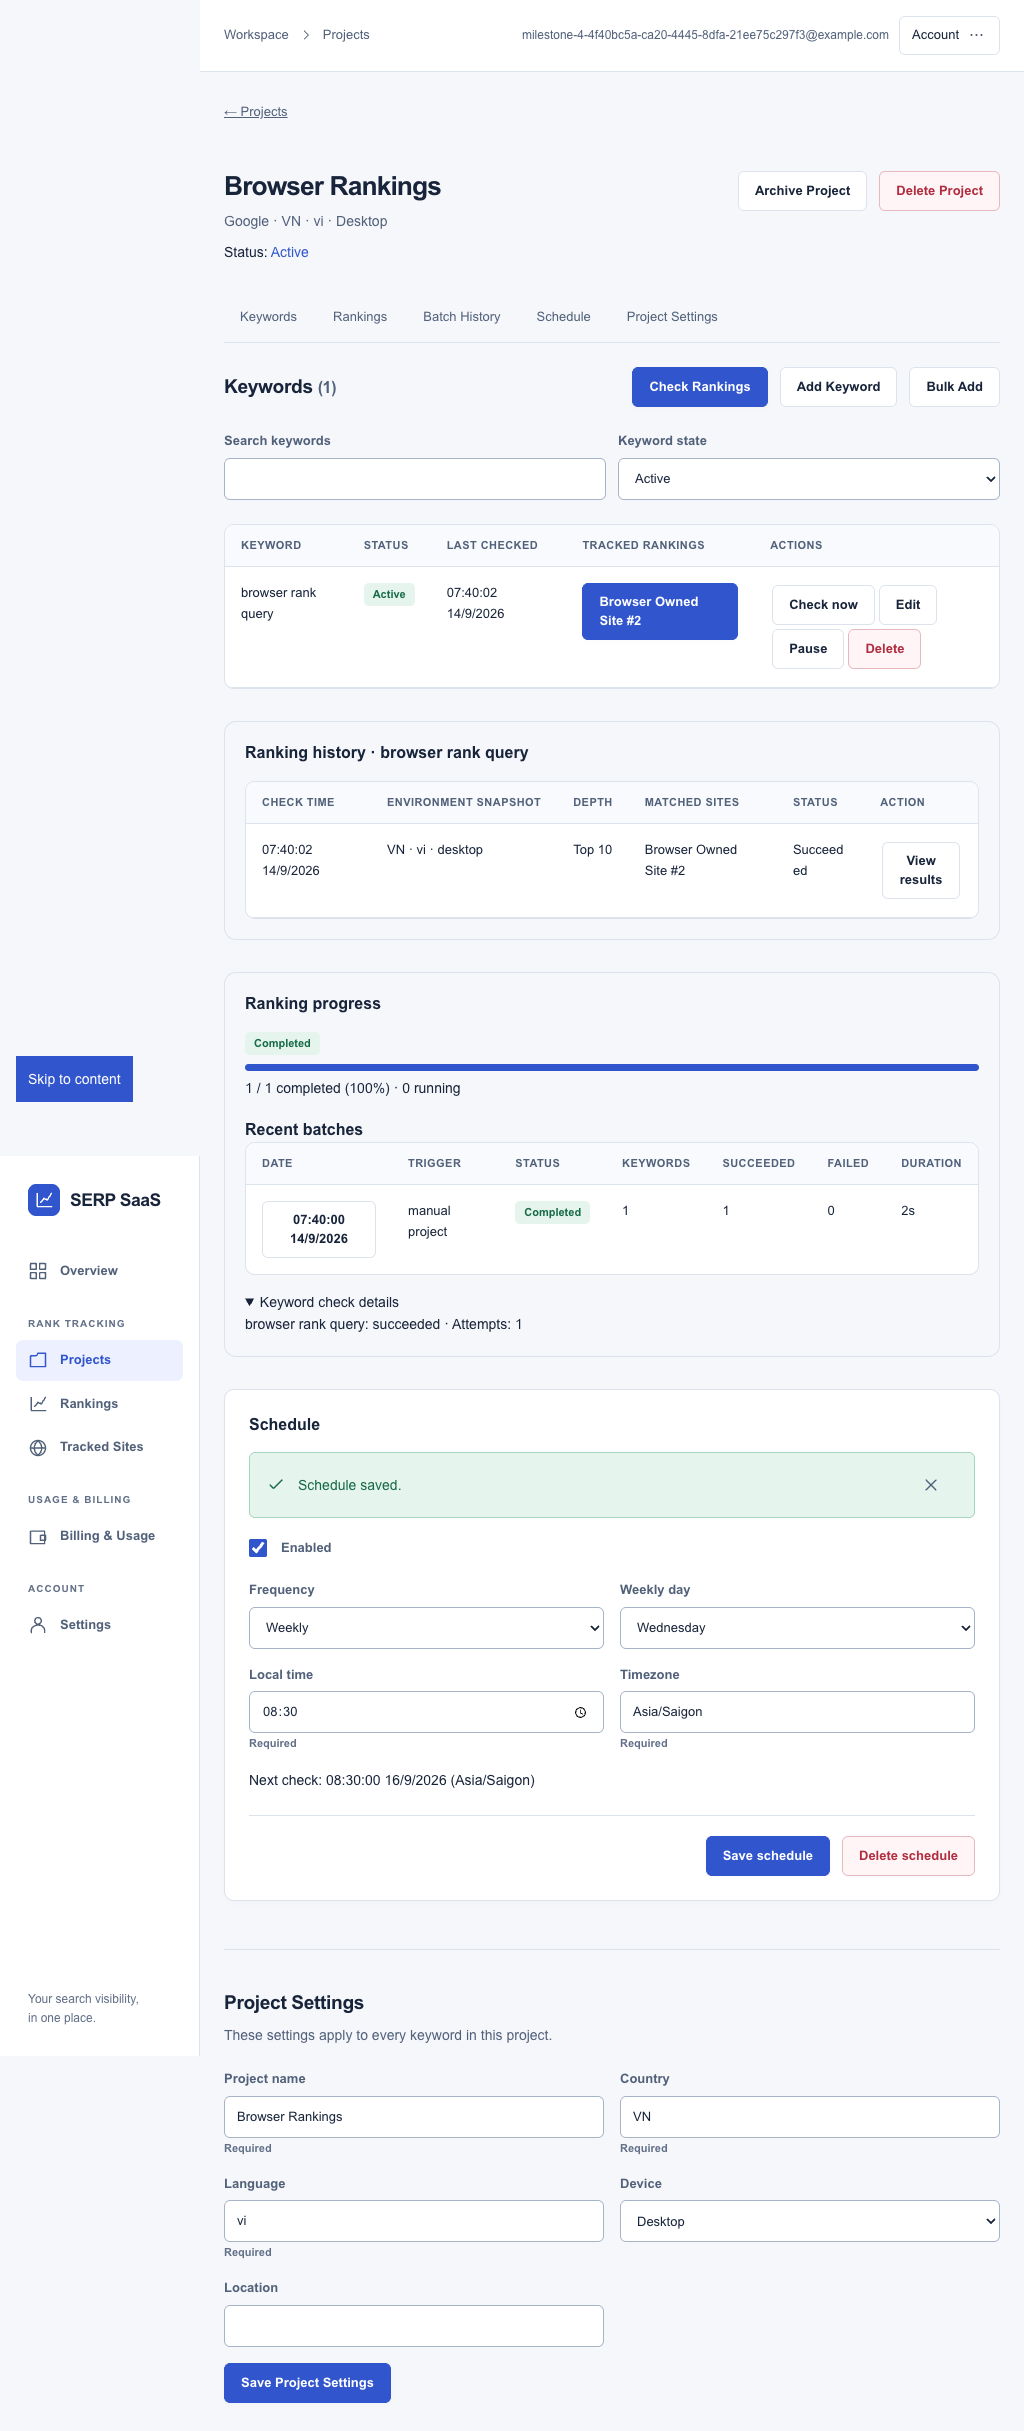 Workspace > Projects
milestone-4-4f40bc5a-ca20-4445-8dfa-21ee75c297f3@example.com
Account ···
← Projects
Browser Rankings
Archive Project
Delete Project
Google · VN · vi · Desktop
Status: Active
Keywords
Rankings
Batch History
Schedule
Project Settings
Keywords (1)
Check Rankings
Add Keyword
Bulk Add
Search keywords
Keyword state
Active
KEYWORD
STATUS
LAST CHECKED
TRACKED RANKINGS
ACTIONS
browser rank
query
Active
07:40:02
14/9/2026
Browser Owned
Site #2
Check now
Edit
Pause
Delete
Ranking history · browser rank query
CHECK TIME
ENVIRONMENT SNAPSHOT
DEPTH
MATCHED SITES
STATUS
ACTION
07:40:02
14/9/2026
VN · vi · desktop
Top 10
Browser Owned
Site #2
Succeed
ed
View
results
Ranking progress
Completed
1 / 1 completed (100%) · 0 running
Recent batches
DATE
TRIGGER
STATUS
KEYWORDS
SUCCEEDED
FAILED
DURATION
07:40:00
14/9/2026
manual
project
Completed
1
1
0
2s
▼ Keyword check details
browser rank query: succeeded · Attempts: 1
Schedule
Schedule saved.
Enabled
Frequency
Weekly day
Weekly
Wednesday
Local time
Timezone
08:30
Asia/Saigon
Required
Required
Next check: 08:30:00 16/9/2026 (Asia/Saigon)
Save schedule
Delete schedule
Project Settings
These settings apply to every keyword in this project.
Project name
Country
Browser Rankings
VN
Required
Required
Language
Device
vi
Desktop
Required
Location
Save Project Settings
Skip to content
SERP SaaS
Overview
RANK TRACKING
Projects
Rankings
Tracked Sites
USAGE & BILLING
Billing & Usage
ACCOUNT
Settings
Your search visibility,
in one place.